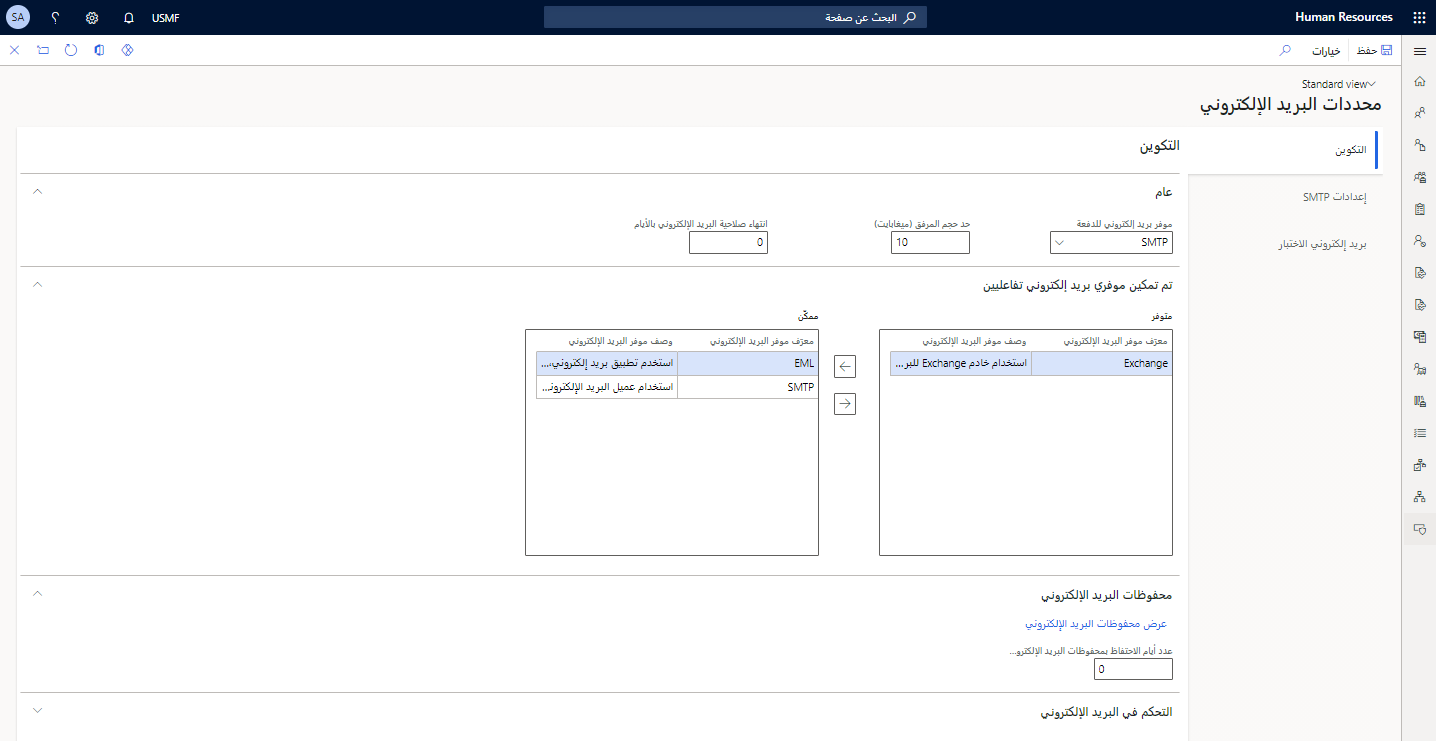 Human Resources
البحث عن صفحة
USMF
SA
حفظ
خيارات
Standard view
محددات البريد الإلكتروني
التكوين
إعدادات SMTP
بريد إلكتروني الاختبار
التكوين
عام
موفر بريد إلكتروني للدفعة
حد حجم المرفق (ميغابايت)
انتهاء صلاحية البريد الإلكتروني بالأيام
SMTP
10
0
تم تمكين موفري بريد إلكتروني تفاعليين
متوفر
ممكّن
معرّف موفر البريد الإلكتروني
وصف موفر البريد الإلكتروني
Exchange
استخدام خادم Exchange للبر...
معرّف موفر البريد الإلكتروني
وصف موفر البريد الإلكتروني
EML
استخدم تطبيق بريد إلكتروني،...
SMTP
استخدام عميل البريد الإلكترون...
محفوظات البريد الإلكتروني
عرض محفوظات البريد الإلكتروني
عدد أيام الاحتفاظ بمحفوظات البريد الإلكترو...
0
التحكم في البريد الإلكتروني